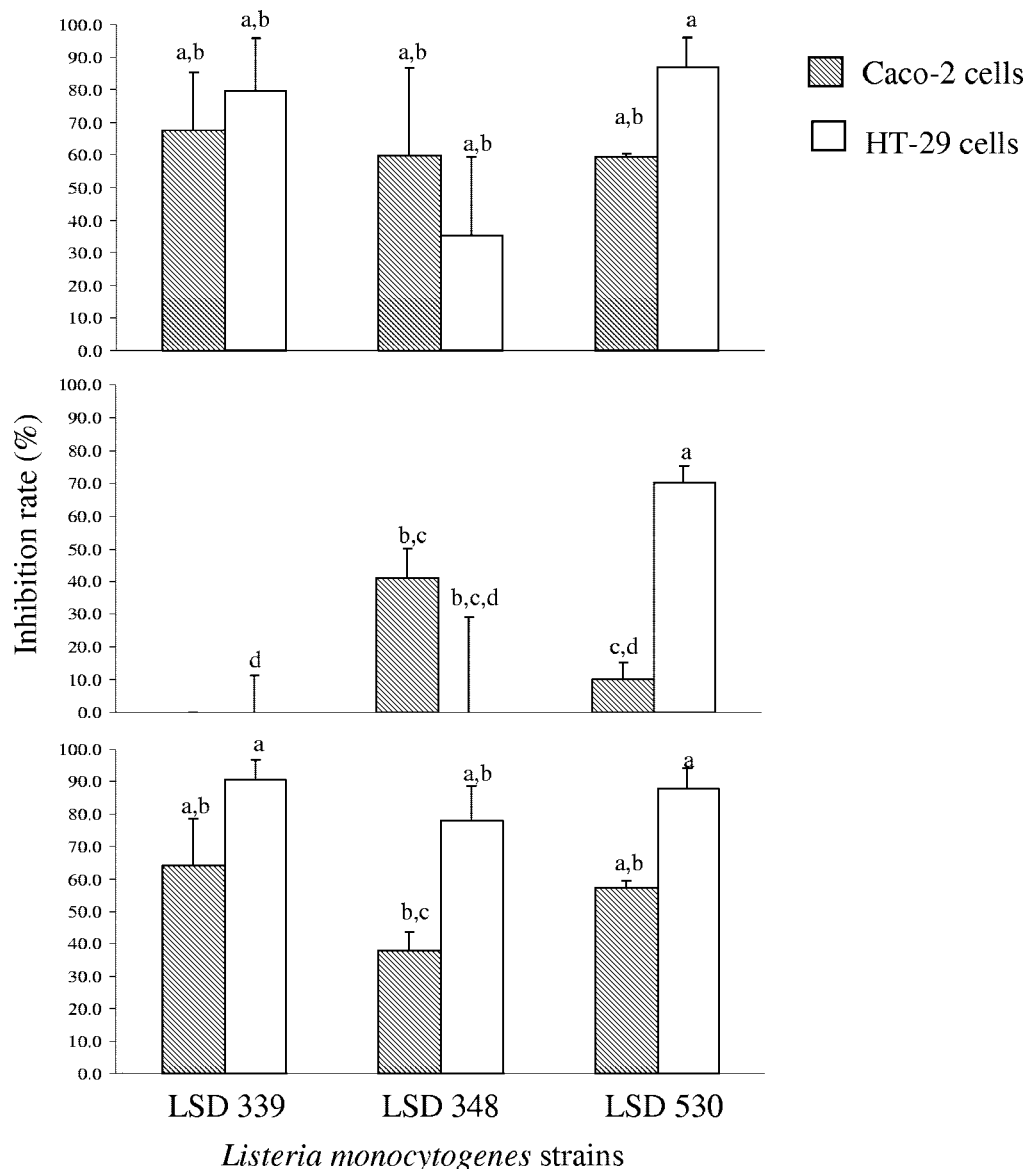 100.0
90.0
80.0
70.0
60.0
50.0
40.0
30.0
20.0
10.0
0.0
a,b
a,b
a,b
a,b
a,b
a
Caco-2 cells
HT-29 cells
Inhibition rate (%)
100.0
90.0
80.0
70.0
60.0
50.0
40.0
30.0
20.0
10.0
0.0
d
b,c
b,c,d
c,d
a
100.0
90.0
80.0
70.0
60.0
50.0
40.0
30.0
20.0
10.0
0.0
a,b
a
b,c
a,b
a,b
a
LSD 339 LSD 348 LSD 530
Listeria monocytogenes strains